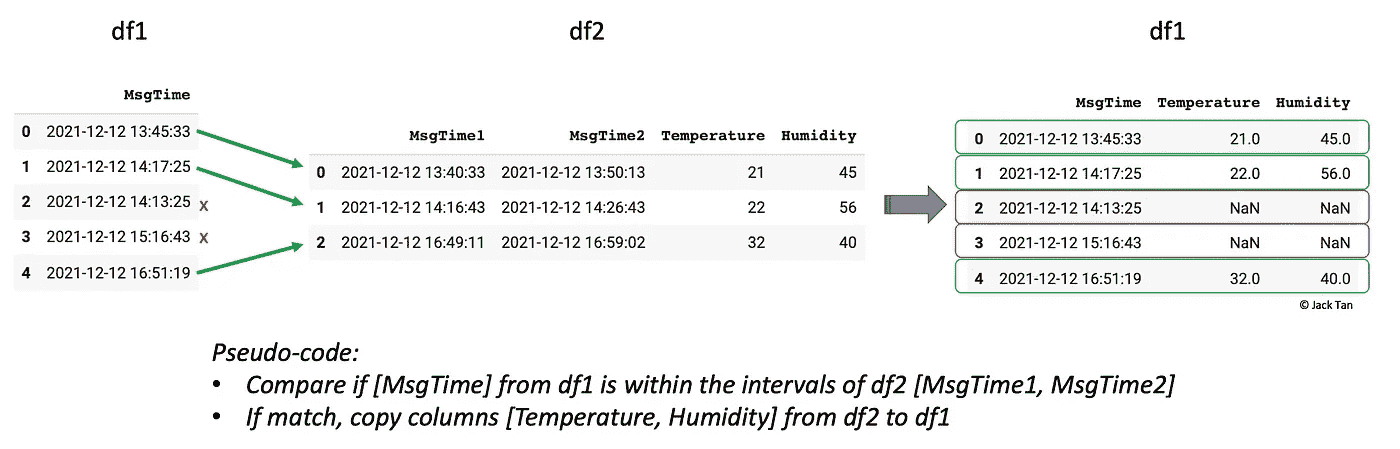 df1
df2
df1
MsgTime
0 2021-12-12 13:45:33
1 2021-12-12 14:17:25
2 2021-12-12 14:13:25 X
3 2021-12-12 15:16:43 X
4 2021-12-12 16:51:19
MsgTime1 MsgTime2 Temperature Humidity
0 2021-12-12 13:40:33 2021-12-12 13:50:13 21 45
1 2021-12-12 14:16:43 2021-12-12 14:26:43 22 56
2 2021-12-12 16:49:11 2021-12-12 16:59:02 32 40
MsgTime Temperature Humidity
0 2021-12-12 13:45:33 21.0 45.0
1 2021-12-12 14:17:25 22.0 56.0
2 2021-12-12 14:13:25 NaN NaN
3 2021-12-12 15:16:43 NaN NaN
4 2021-12-12 16:51:19 32.0 40.0
© Jack Tan
Pseudo-code:
• Compare if [MsgTime] from df1 is within the intervals of df2 [MsgTime1, MsgTime2]
• If match, copy columns [Temperature, Humidity] from df2 to df1